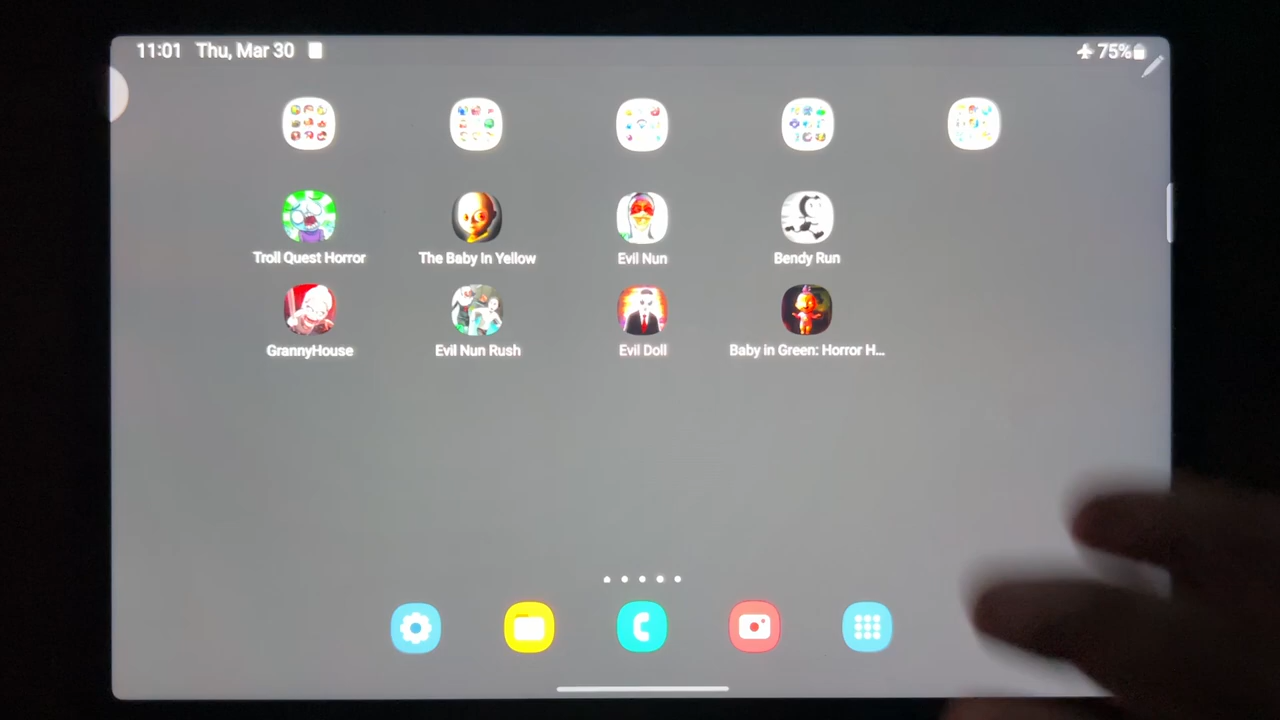 11:01 Thu, Mar 30 75%
Troll Quest Horror The Baby In Yellow Evil Nun Bendy Run
GrannyHouse Evil Nun Rush Evil Doll Baby in Green: Horror H...